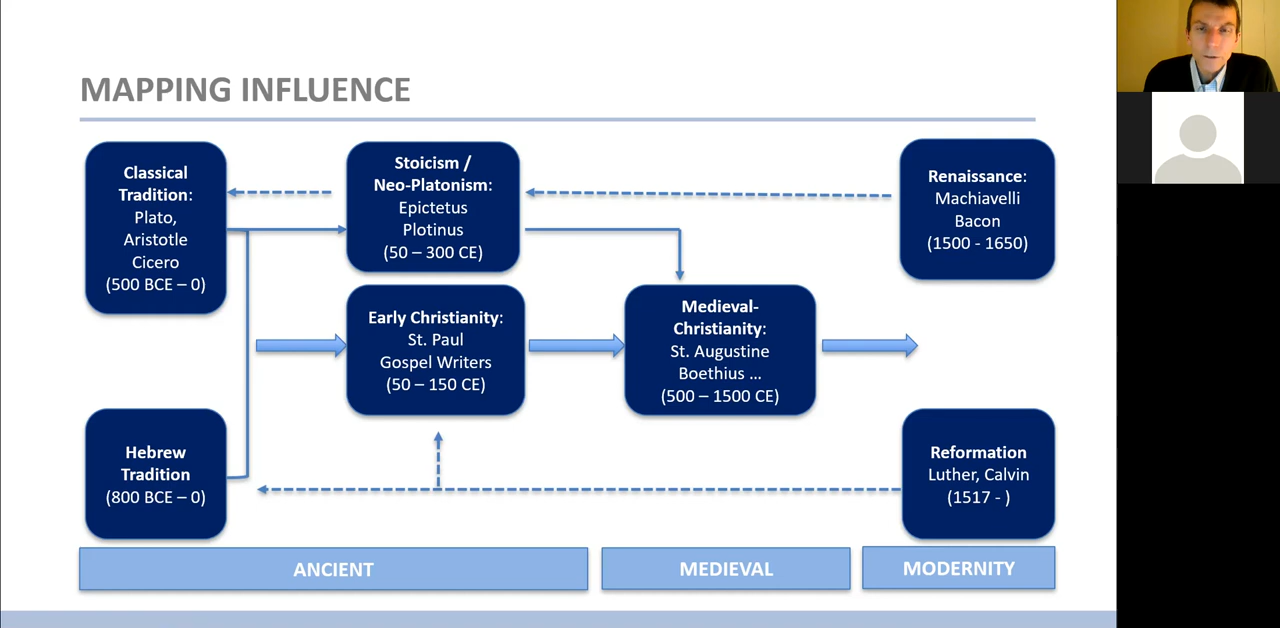 MAPPING INFLUENCE
Classical
Tradition:
Plato,
Aristotle
Cicero
(500 BCE – 0)
Stoicism /
Neo-Platonism:
Epictetus
Plotinus
(50 – 300 CE)
Renaissance:
Machiavelli
Bacon
(1500 - 1650)
Early Christianity:
St. Paul
Gospel Writers
(50 – 150 CE)
Medieval-
Christianity:
St. Augustine
Boethius ...
(500 – 1500 CE)
Hebrew
Tradition
(800 BCE – 0)
Reformation
Luther, Calvin
(1517 - )
ANCIENT
MEDIEVAL
MODERNITY